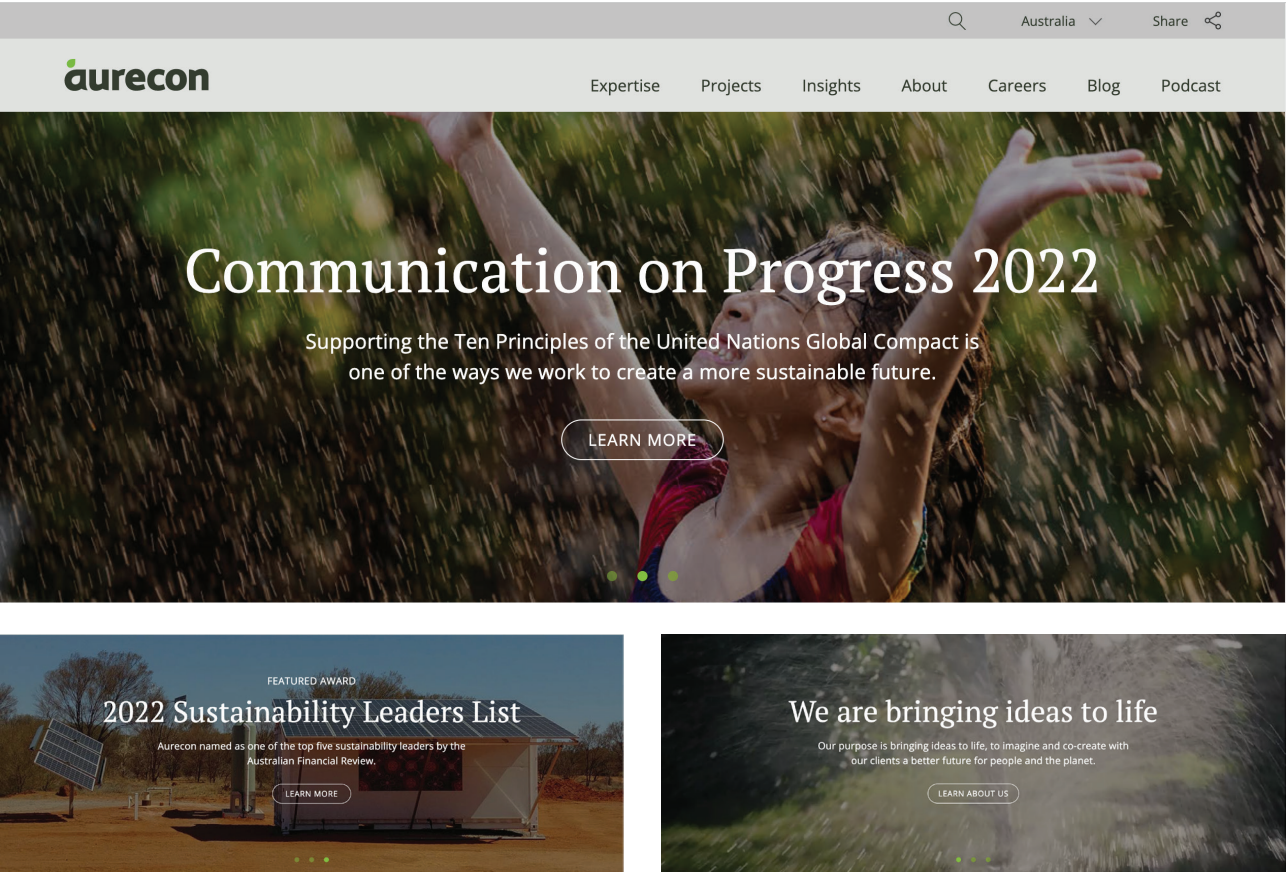 Australia
Share
aurecon
Expertise
Projects
Insights
About
Careers
Blog
Podcast
Communication on Progress 2022
Supporting the Ten Principles of the United Nations Global Compact is
one of the ways we work to create a more sustainable future.
LEARN MORE
FEATURED AWARD
2022 Sustainability Leaders List
Aurecon named as one of the top five sustainability leaders by the
Australian Financial Review.
LEARN MORE
We are bringing ideas to life
Our purpose is bringing ideas to life, to imagine and co-create with
our clients a better future for people and the planet.
LEARN ABOUT US